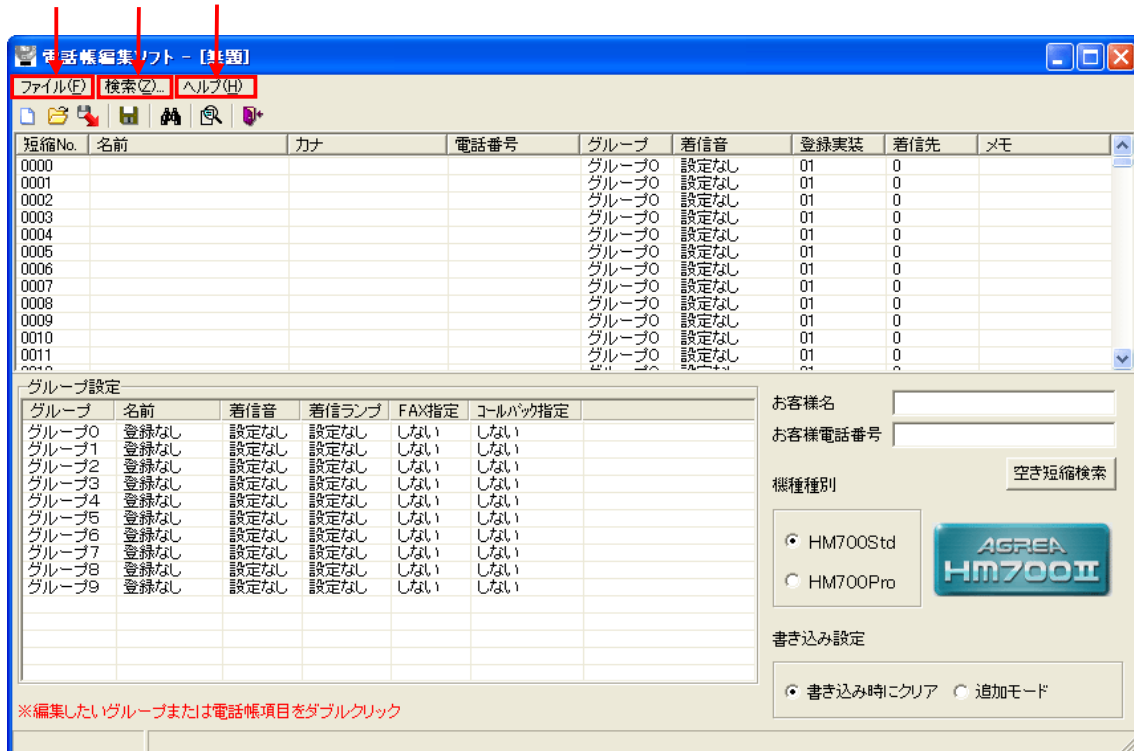 電話帳編集ソフト - [無題]
ファイル(F) 検索(Z)... ヘルプ(H)
短縮No. 名前 カナ 電話番号 グループ 着信音 登録実装 着信先 メモ
0000 グループ0 設定なし 01 0
0001 グループ0 設定なし 01 0
0002 グループ0 設定なし 01 0
0003 グループ0 設定なし 01 0
0004 グループ0 設定なし 01 0
0005 グループ0 設定なし 01 0
0006 グループ0 設定なし 01 0
0007 グループ0 設定なし 01 0
0008 グループ0 設定なし 01 0
0009 グループ0 設定なし 01 0
0010 グループ0 設定なし 01 0
0011 グループ0 設定なし 01 0
グループ設定
グループ 名前 着信音 着信ランプ FAX指定 コールバック指定
グループ0 登録なし 設定なし 設定なし しない しない
グループ1 登録なし 設定なし 設定なし しない しない
グループ2 登録なし 設定なし 設定なし しない しない
グループ3 登録なし 設定なし 設定なし しない しない
グループ4 登録なし 設定なし 設定なし しない しない
グループ5 登録なし 設定なし 設定なし しない しない
グループ6 登録なし 設定なし 設定なし しない しない
グループ7 登録なし 設定なし 設定なし しない しない
グループ8 登録なし 設定なし 設定なし しない しない
グループ9 登録なし 設定なし 設定なし しない しない
※編集したいグループまたは電話帳項目をダブルクリック
お客様名
お客様電話番号
空き短縮検索
機種種別
HM700Std
HM700Pro
AGREA
HM700II
書き込み設定
書き込み時にクリア 追加モード